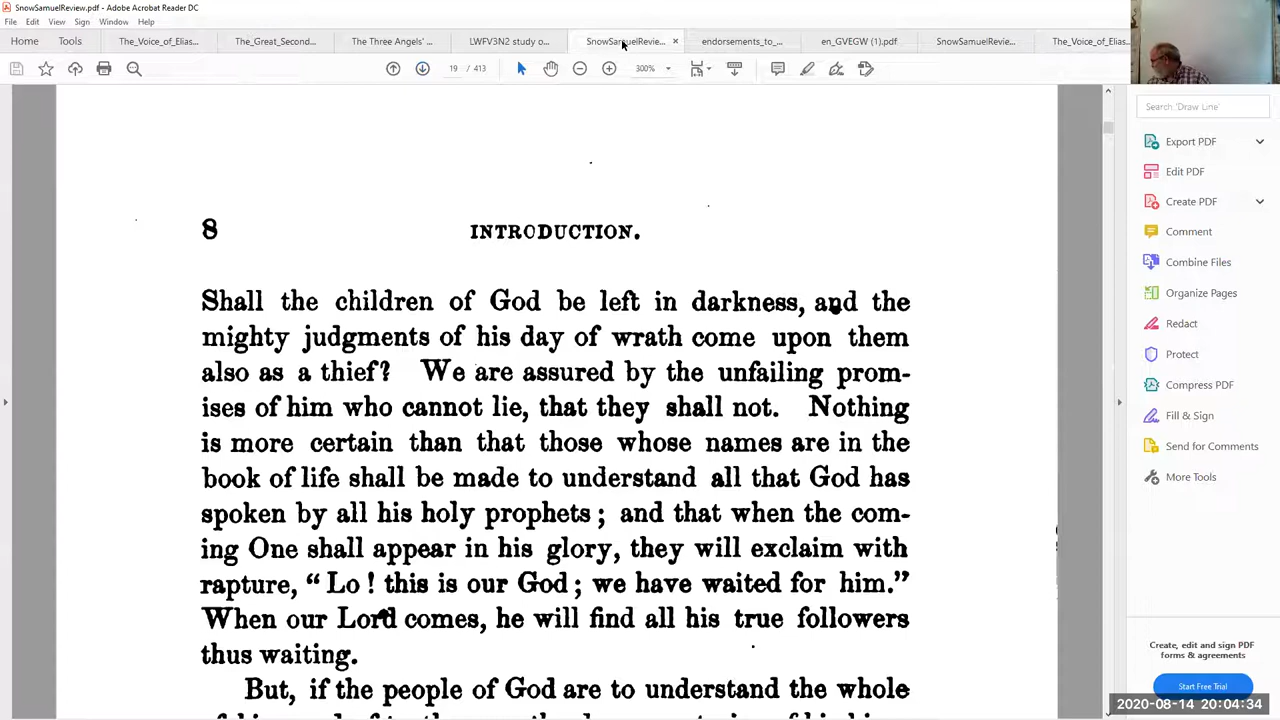 SnowSamuelReview.pdf - Adobe Acrobat Reader DC
File Edit View Sign Window Help
Home Tools The_Voice_of_Elias... The_Great_Second... The Three Angels' ... LWFV3N2 study o... SnowSamuelRevie... × endorsements_to_... en_GVEGW (1).pdf SnowSamuelRevie... The_Voice_of_Elias...
19 / 413 300%
8 INTRODUCTION.
Shall the children of God be left in darkness, and the
mighty judgments of his day of wrath come upon them
also as a thief? We are assured by the unfailing prom-
ises of him who cannot lie, that they shall not. Nothing
is more certain than that those whose names are in the
book of life shall be made to understand all that God has
spoken by all his holy prophets; and that when the com-
ing One shall appear in his glory, they will exclaim with
rapture, “Lo! this is our God; we have waited for him.”
When our Lord comes, he will find all his true followers
thus waiting.
But, if the people of God are to understand the whole
Search: 'Draw Line'
Export PDF
Edit PDF
Create PDF
Comment
Combine Files
Organize Pages
Redact
Protect
Compress PDF
Fill & Sign
Send for Comments
More Tools
Create, edit and sign PDF
forms & agreements
Start Free Trial
2020-08-14 20:04:34